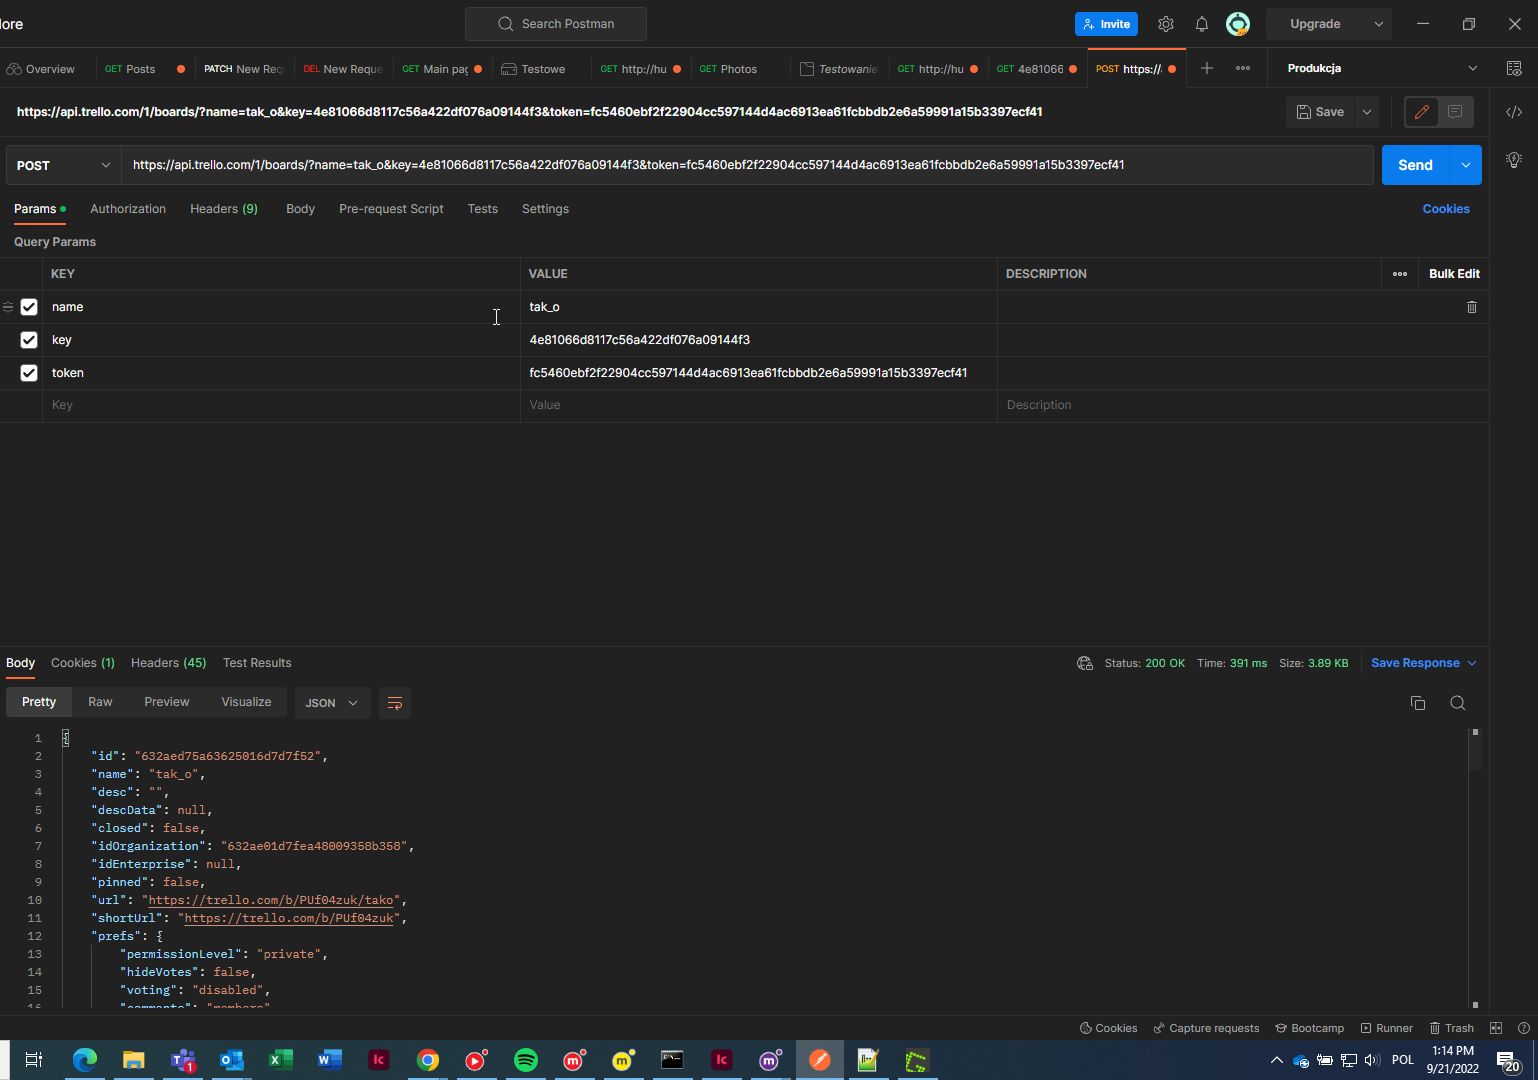 lore
Search Postman
Invite
Upgrade
Overview
GET Posts
PATCH New Req
DEL New Reque
GET Main pag
Testowe
GET http://hu
GET Photos
Testowanie
GET http://hu
GET 4e81066
POST https://
Produkcja
https://api.trello.com/1/boards/?name=tak_o&key=4e81066d8117c56a422df076a09144f3&token=fc5460ebf2f22904cc597144d4ac6913ea61fcbbdb2e6a59991a15b3397ecf41
Save
POST
https://api.trello.com/1/boards/?name=tak_o&key=4e81066d8117c56a422df076a09144f3&token=fc5460ebf2f22904cc597144d4ac6913ea61fcbbdb2e6a59991a15b3397ecf41
Send
Params
Authorization
Headers (9)
Body
Pre-request Script
Tests
Settings
Cookies
Query Params
KEY VALUE DESCRIPTION
Bulk Edit
name tak_o
key 4e81066d8117c56a422df076a09144f3
token fc5460ebf2f22904cc597144d4ac6913ea61fcbbdb2e6a59991a15b3397ecf41
Key Value Description
Body
Cookies (1)
Headers (45)
Test Results
Status: 200 OK Time: 391 ms Size: 3.89 KB
Save Response
Pretty
Raw
Preview
Visualize
JSON
1 {
2 "id": "632aed75a63625016d7d7f52",
3 "name": "tak_o",
4 "desc": "",
5 "descData": null,
6 "closed": false,
7 "idOrganization": "632ae01d7fea48009358b358",
8 "idEnterprise": null,
9 "pinned": false,
10 "url": "https://trello.com/b/PUf04zuk/tako",
11 "shortUrl": "https://trello.com/b/PUf04zuk",
12 "prefs": {
13 "permissionLevel": "private",
14 "hideVotes": false,
15 "voting": "disabled",
16 "comments": "members"
Cookies
Capture requests
Bootcamp
Runner
Trash
1
Ic
Ic
POL
1:14 PM
9/21/2022
20